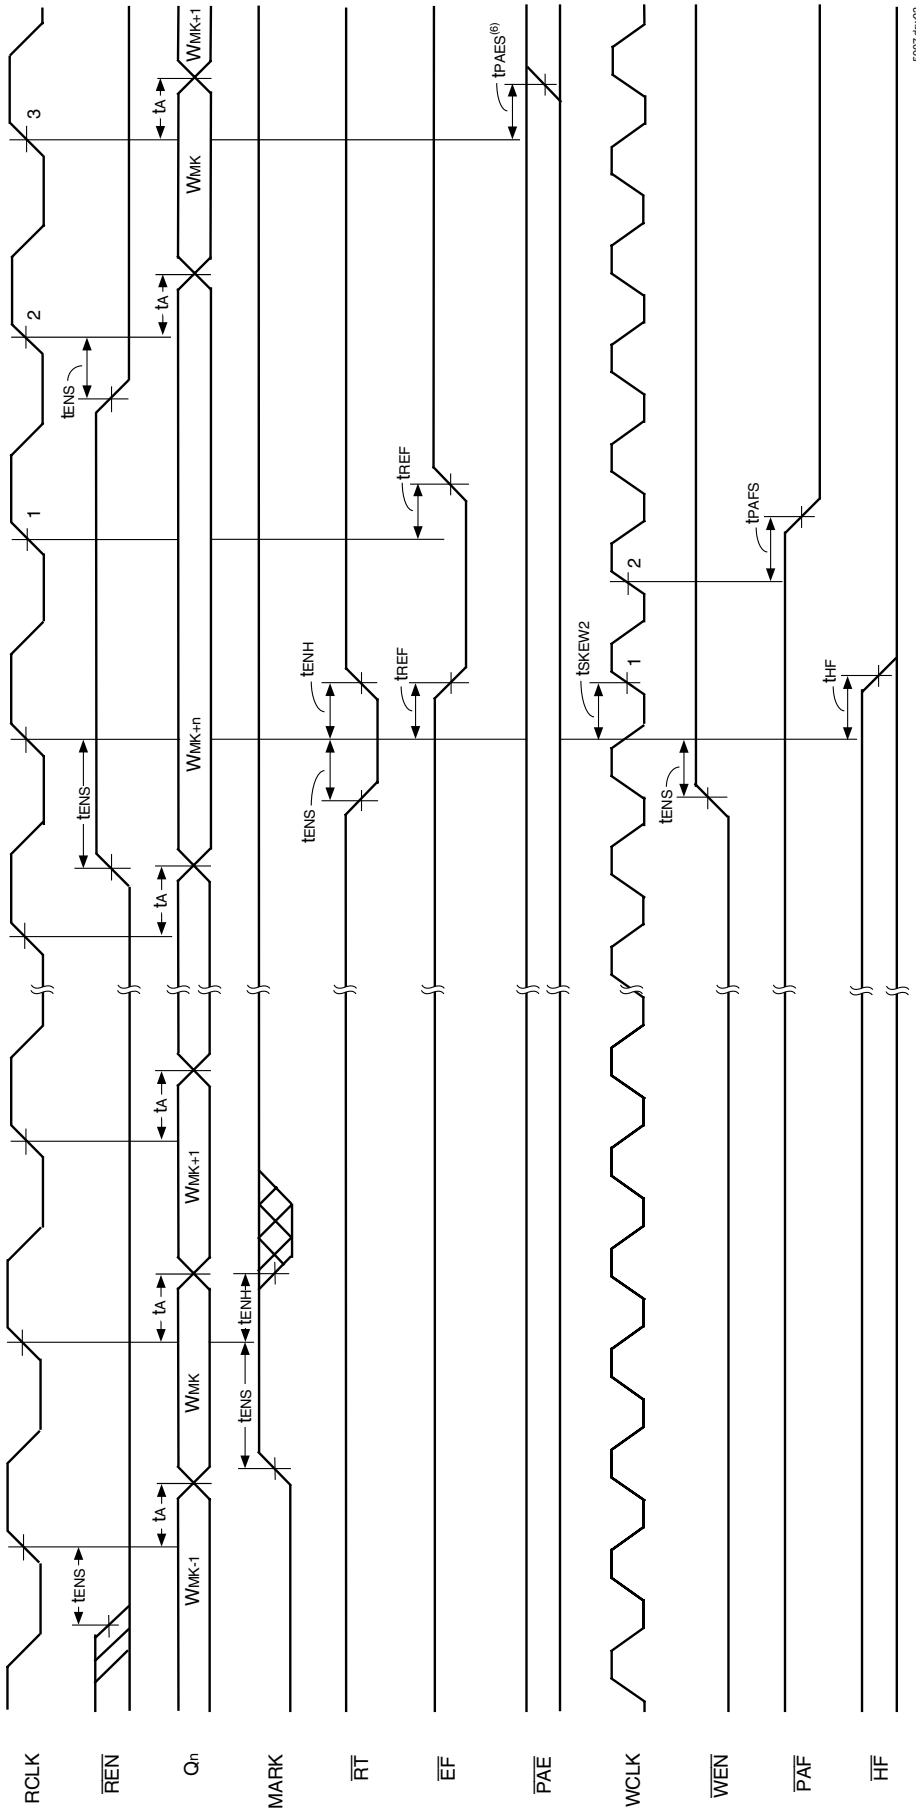 RCLK 1 2 3
REN tENS tENS tENS
tA tA tA tA tA tA
Qn WMK-1 WMK WMK+1 WMK+n WMK WMK+1
MARK tENS tENH
RT tENS tENH
EF tREF tREF
PAE tPAES(6)
WCLK tSKEW2 1 2
WEN tENS
PAF tPAFS
HF tHF